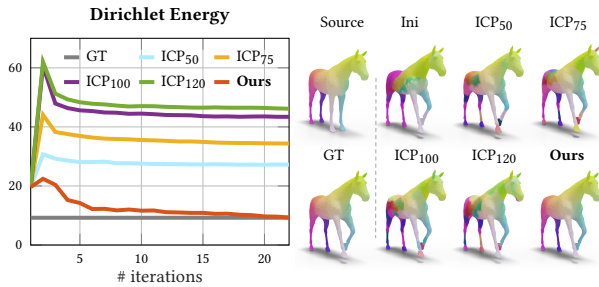 Dirichlet Energy
GT ICP50 ICP75
ICP100 ICP120 Ours
60
40
20
0
5 10 15 20
# iterations
Source Ini ICP50 ICP75
GT ICP100 ICP120 Ours